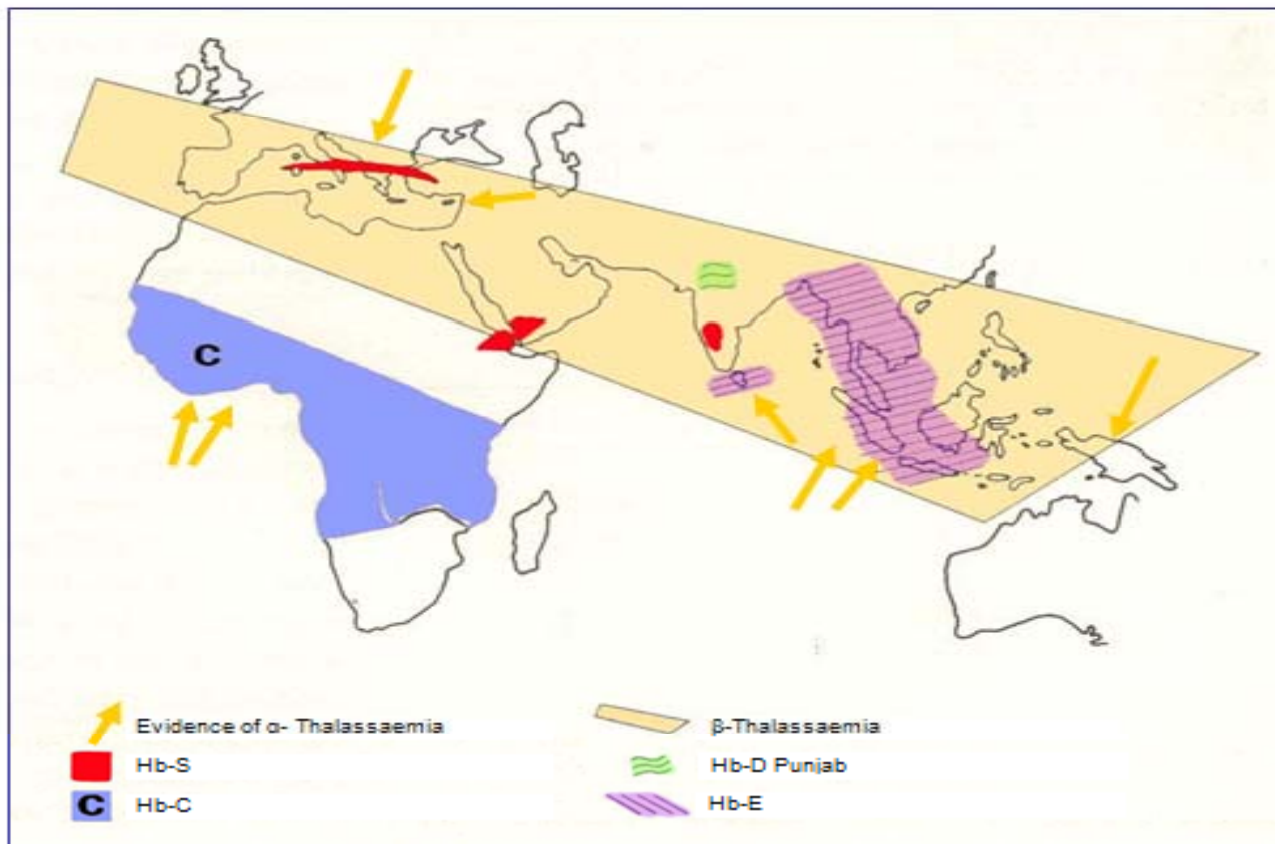 C
Evidence of α- Thalassaemia
β-Thalassaemia
Hb-S
Hb-D Punjab
C
Hb-C
Hb-E